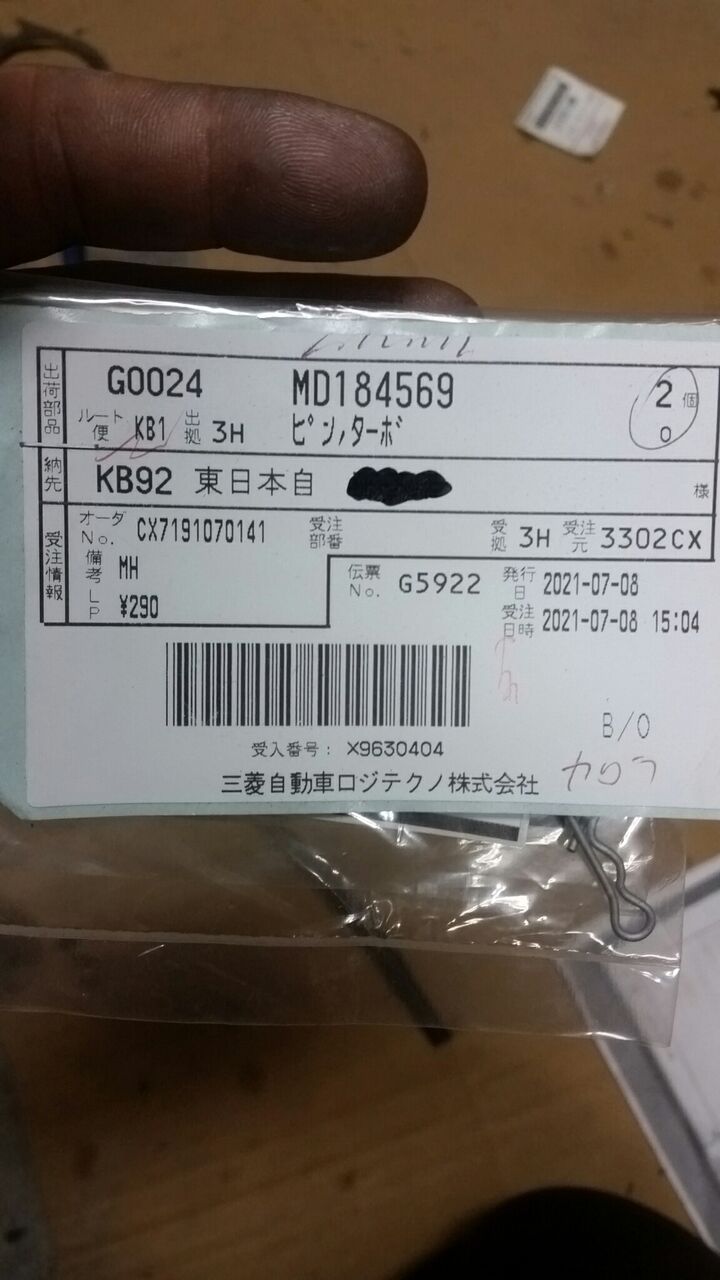 出荷部品 G0024 MD184569 2個
ルート便 KB1 出拠 3H ピン,ターボ 0
納先 KB92 東日本自 様
受注情報 オーダNo. CX7191070141 受注部番 受拠 3H 受注元 3302CX
備考 MH 伝票No. G5922 発行日 2021-07-08
LP ¥290 受注日時 2021-07-08 15:04
B/O
受入番号: X9630404
三菱自動車ロジテクノ株式会社